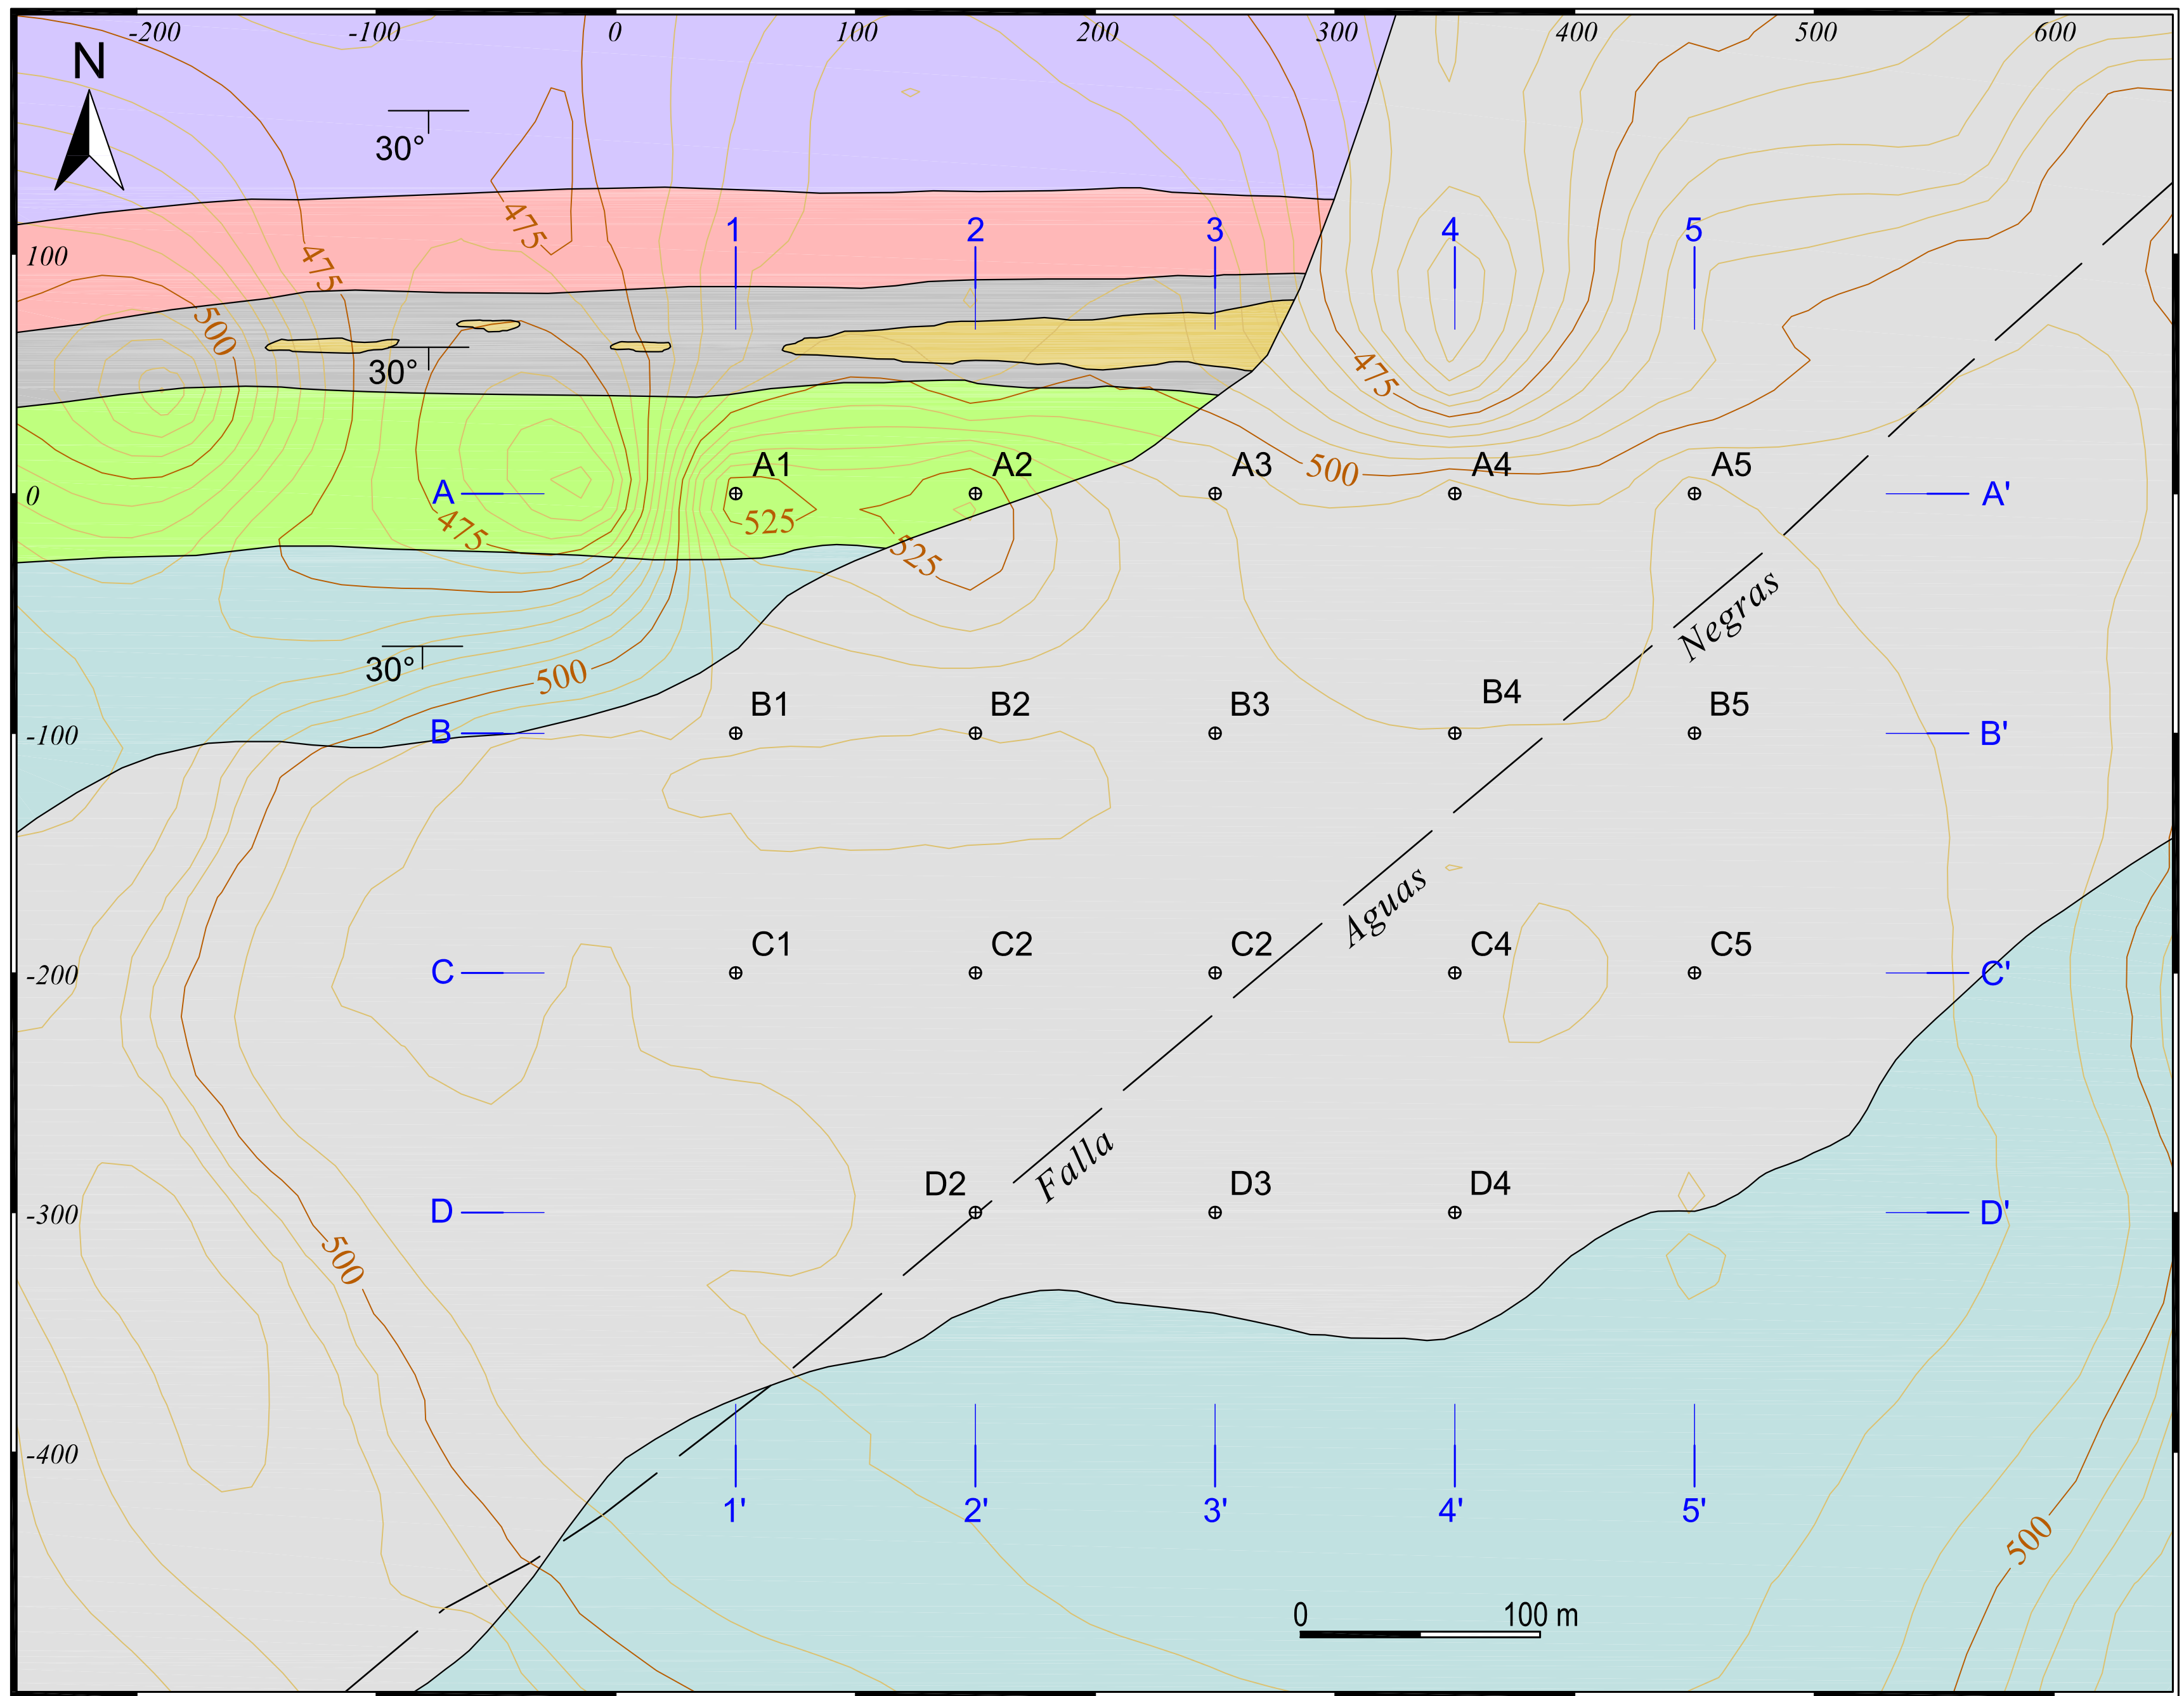 -200 -100 0 100 200 300 400 500 600
N
30°
475
1 2 3 4 5
100
475
500
30°
475
A1 A2 A3 A4 A5
500
0
A A'
475
525
525
Negras
30°
500
B1 B2 B3 B4 B5
-100
B B'
Aguas
C1 C2 C2 C4 C5
-200
C C'
Falla
D2 D3 D4
-300
D D'
500
-400
1' 2' 3' 4' 5'
500
0 100 m